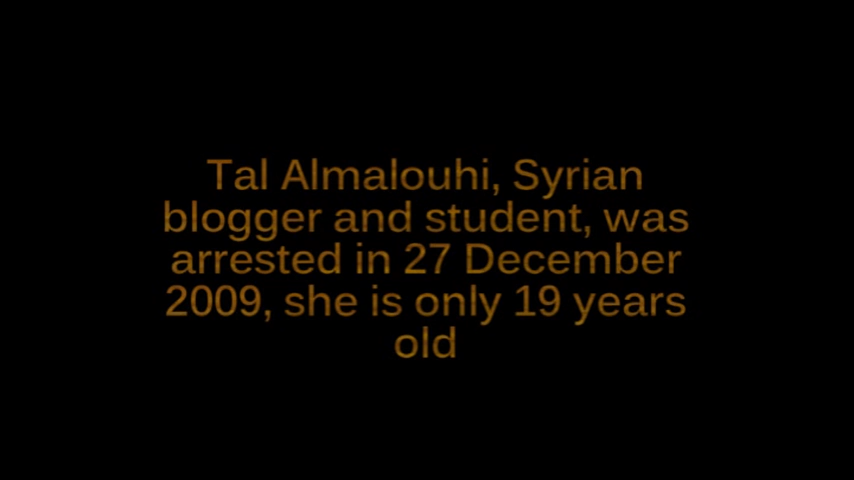 Tal Almalouhi, Syrian
blogger and student, was
arrested in 27 December
2009, she is only 19 years
old